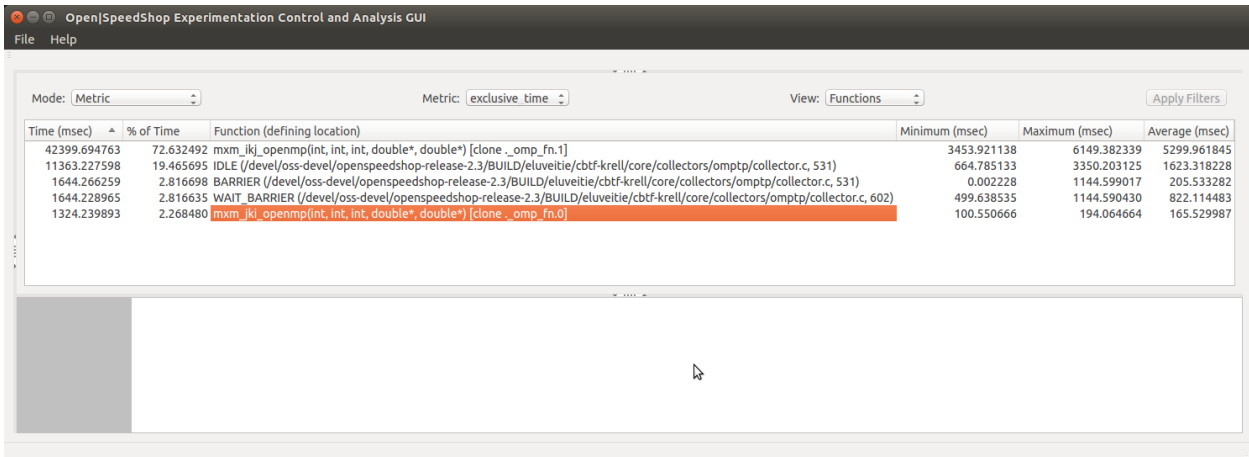 Open|SpeedShop Experimentation Control and Analysis GUI
File Help
Mode: Metric Metric: exclusive_time View: Functions Apply Filters
Time (msec) % of Time Function (defining location) Minimum (msec) Maximum (msec) Average (msec)
42399.694763 72.632492 mxm_ikj_openmp(int, int, int, double*, double*) [clone ._omp_fn.1] 3453.921138 6149.382339 5299.961845
11363.227598 19.465695 IDLE (/devel/oss-devel/openspeedshop-release-2.3/BUILD/eluveitie/cbtf-krell/core/collectors/omptp/collector.c, 531) 664.785133 3350.203125 1623.318228
1644.266259 2.816698 BARRIER (/devel/oss-devel/openspeedshop-release-2.3/BUILD/eluveitie/cbtf-krell/core/collectors/omptp/collector.c, 531) 0.002228 1144.599017 205.533282
1644.228965 2.816635 WAIT_BARRIER (/devel/oss-devel/openspeedshop-release-2.3/BUILD/eluveitie/cbtf-krell/core/collectors/omptp/collector.c, 602) 499.638535 1144.590430 822.114483
1324.239893 2.268480 mxm_jki_openmp(int, int, int, double*, double*) [clone ._omp_fn.0] 100.550666 194.064664 165.529987